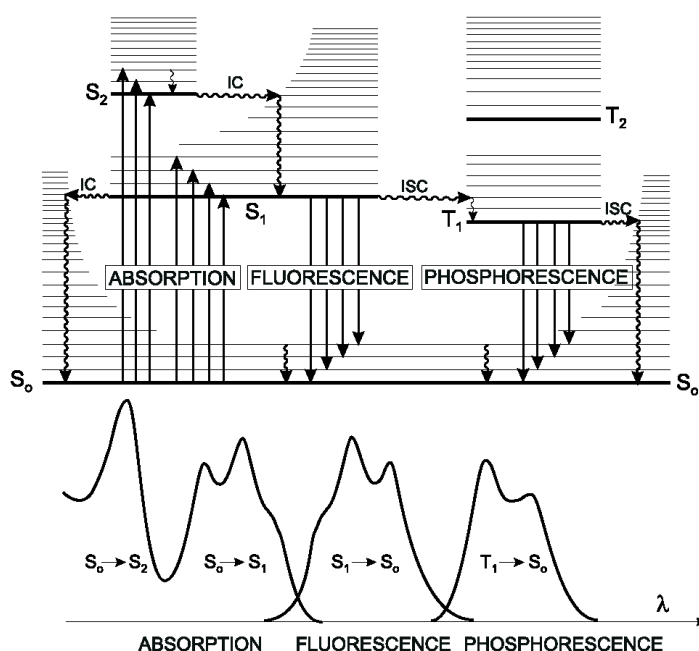 S₂
IC
T₂
IC
S₁
ISC
T₁
ISC
ABSORPTION
FLUORESCENCE
PHOSPHORESCENCE
Sₒ
Sₒ
Sₒ→S₂
Sₒ→S₁
S₁→Sₒ
T₁→Sₒ
λ
ABSORPTION FLUORESCENCE PHOSPHORESCENCE